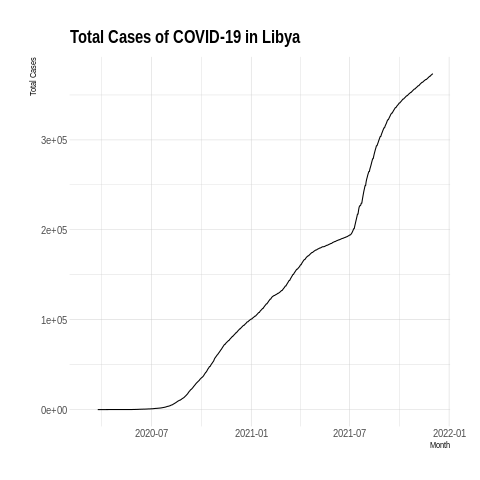 Total Cases of COVID-19 in Libya
Total Cases
3e+05
2e+05
1e+05
0e+00
2020-07 2021-01 2021-07 2022-01
Month